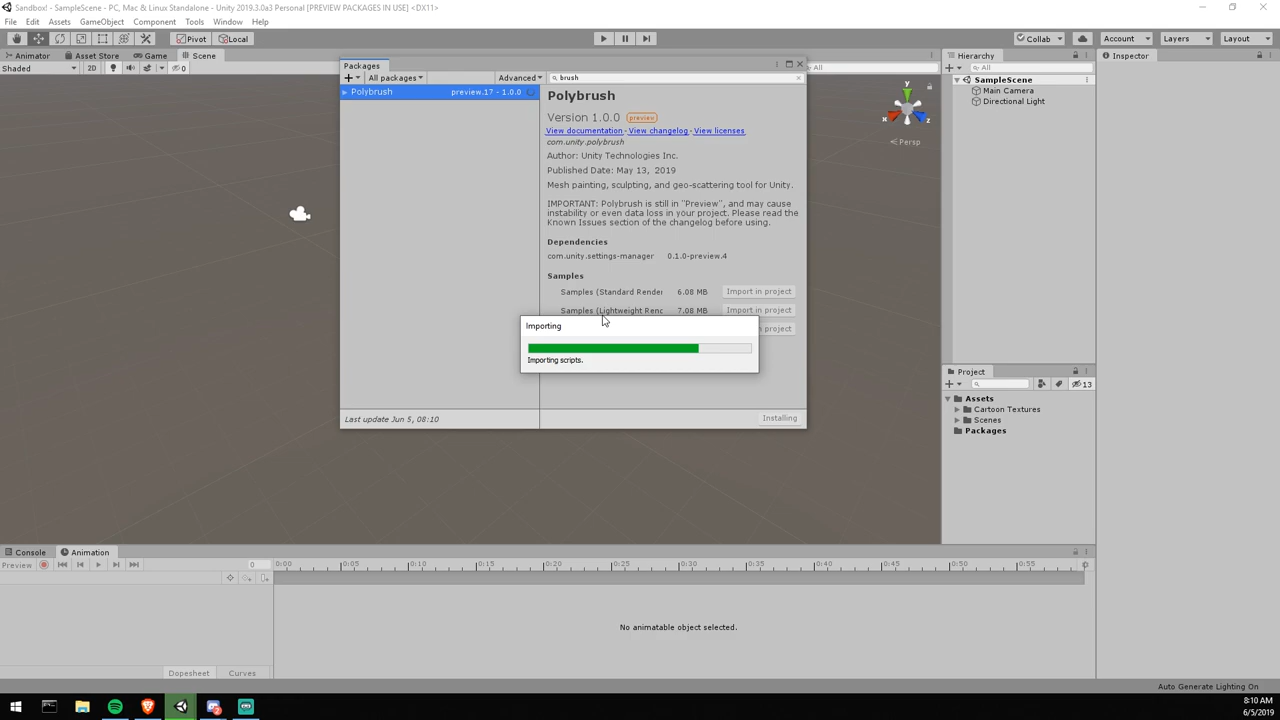 Sandbox! - SampleScene - PC, Mac & Linux Standalone - Unity 2019.3.0a3 Personal [PREVIEW PACKAGES IN USE] <DX11>
File Edit Assets GameObject Component Tools Window Help
Pivot Local Collab Account Layers Layout
Animator Asset Store Game Scene
Shaded 2D 0 All
Packages
All packages Advanced brush
Polybrush preview.17 - 1.0.0
Polybrush
Version 1.0.0 preview
View documentation - View changelog - View licenses
com.unity.polybrush
Author: Unity Technologies Inc.
Published Date: May 13, 2019
Mesh painting, sculpting, and geo-scattering tool for Unity.
IMPORTANT: Polybrush is still in "Preview", and may cause
instability or even data loss in your project. Please read the
Known Issues section of the changelog before using.
Dependencies
com.unity.settings-manager 0.1.0-preview.4
Samples
Samples (Standard Render 6.08 MB Import in project
Samples (Lightweight Renc 7.08 MB Import in project
in project
Importing
Importing scripts.
Last update Jun 5, 08:10
Installing
y
x
z
Persp
Hierarchy
All
SampleScene
Main Camera
Directional Light
Inspector
Project
13
Assets
Cartoon Textures
Scenes
Packages
Console Animation
Preview 0 0:00 0:05 0:10 0:15 0:20 0:25 0:30 0:35 0:40 0:45 0:50 0:55
No animatable object selected.
Dopesheet Curves
Auto Generate Lighting On
8:10 AM
6/5/2019